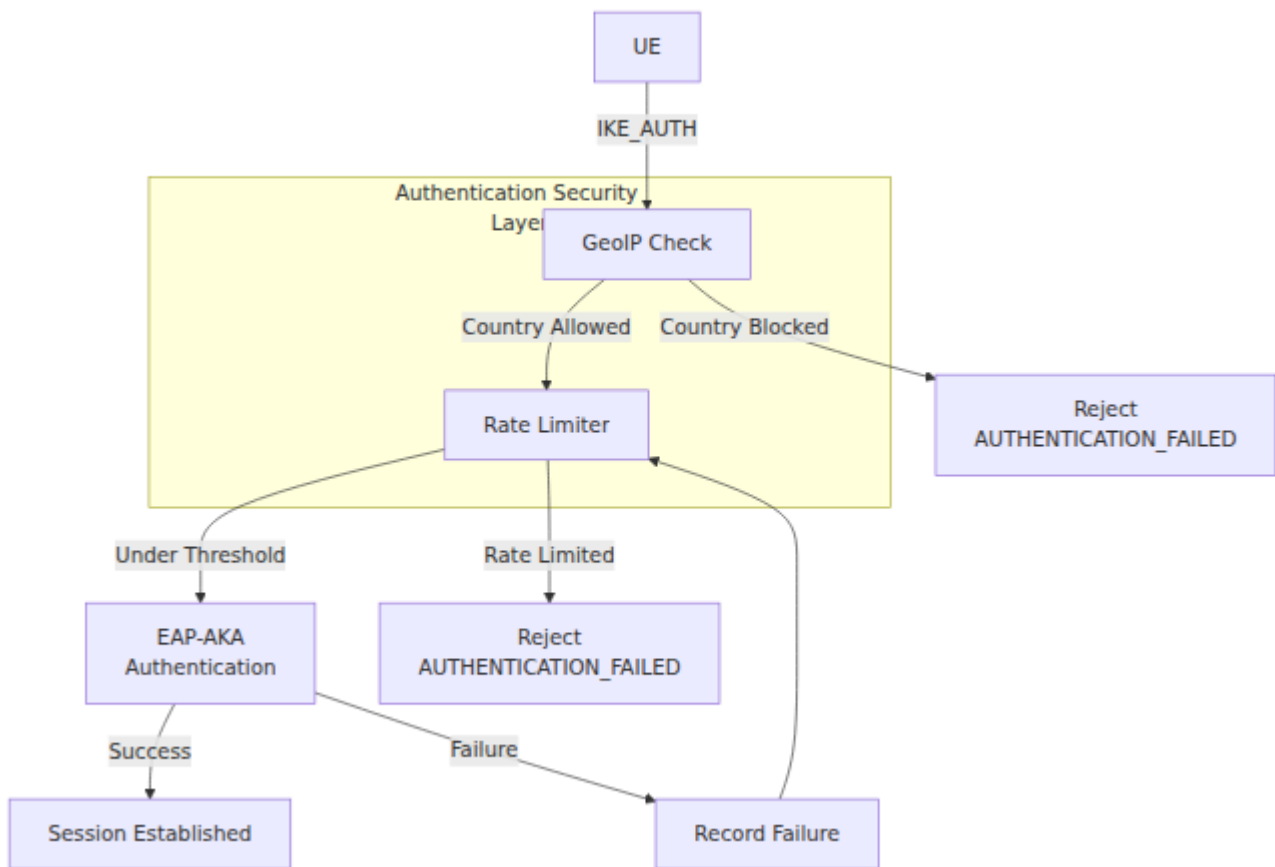 UE
IKE_AUTH
Authentication Security
Layer
GeoIP Check
Country Allowed
Country Blocked
Rate Limiter
Reject
AUTHENTICATION_FAILED
Under Threshold
Rate Limited
EAP-AKA
Authentication
Reject
AUTHENTICATION_FAILED
Success
Failure
Session Established
Record Failure